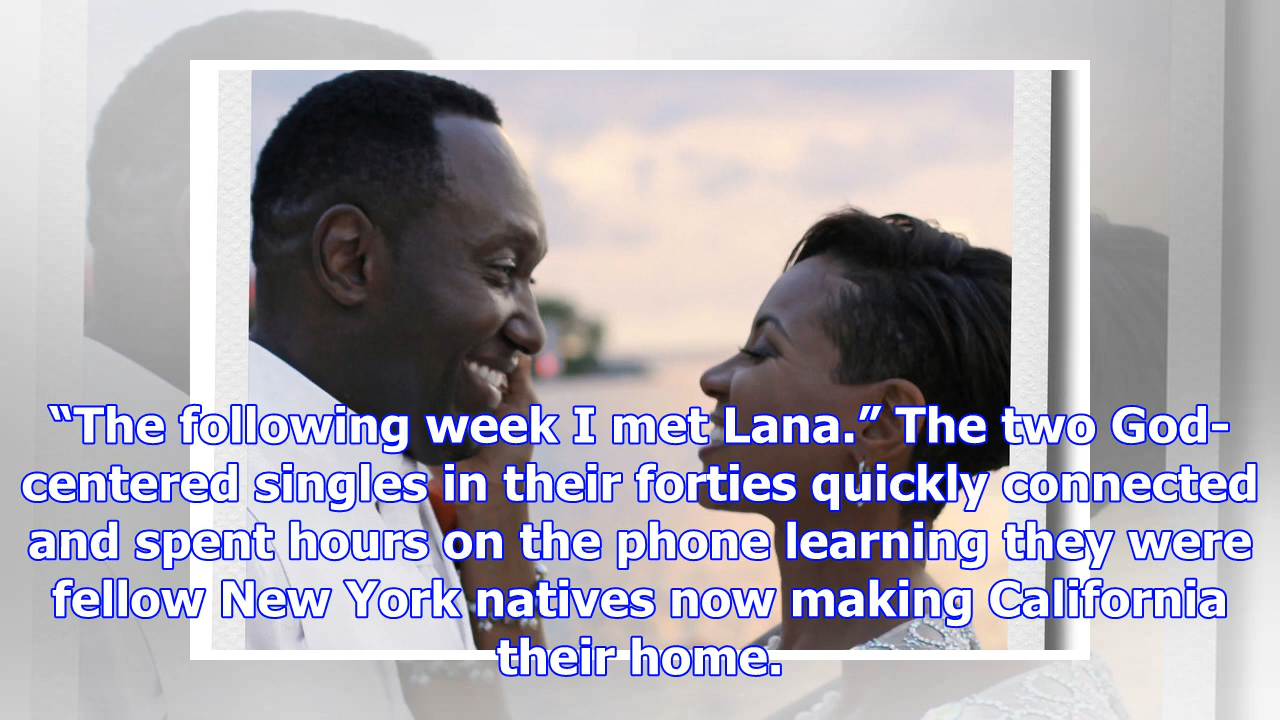 “The following week I met Lana.” The two God-
centered singles in their forties quickly connected
and spent hours on the phone learning they were
fellow New York natives now making California
their home.